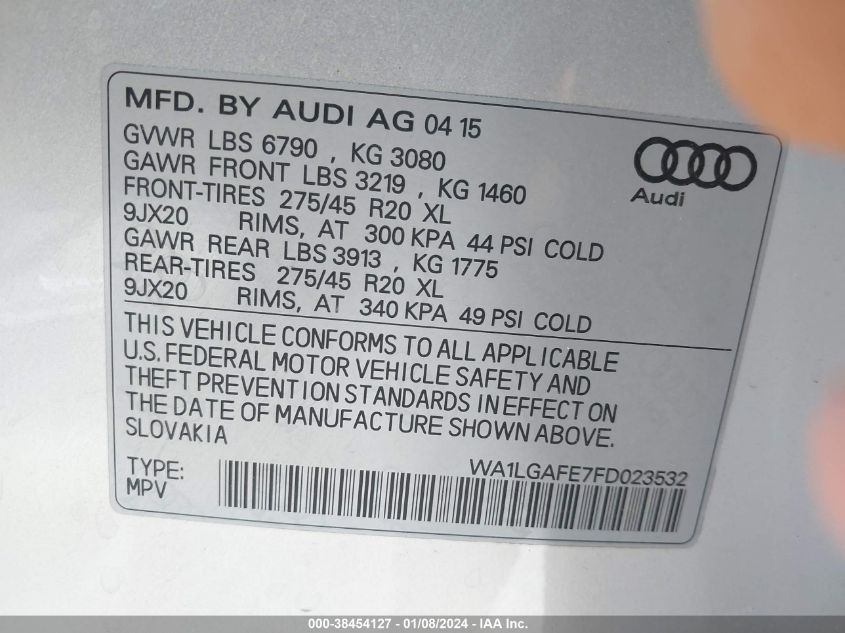 MFD. BY AUDI AG 04 15
GVWR LBS 6790 , KG 3080
GAWR FRONT LBS 3219 , KG 1460
FRONT-TIRES 275/45 R20 XL
9JX20 RIMS, AT 300 KPA 44 PSI COLD
GAWR REAR LBS 3913 , KG 1775
REAR-TIRES 275/45 R20 XL
9JX20 RIMS, AT 340 KPA 49 PSI COLD
Audi
THIS VEHICLE CONFORMS TO ALL APPLICABLE
U.S. FEDERAL MOTOR VEHICLE SAFETY AND
THEFT PREVENTION STANDARDS IN EFFECT ON
THE DATE OF MANUFACTURE SHOWN ABOVE.
SLOVAKIA
WA1LGAFE7FD023532
TYPE:
MPV
000-38454127 - 01/08/2024 - IAA Inc.